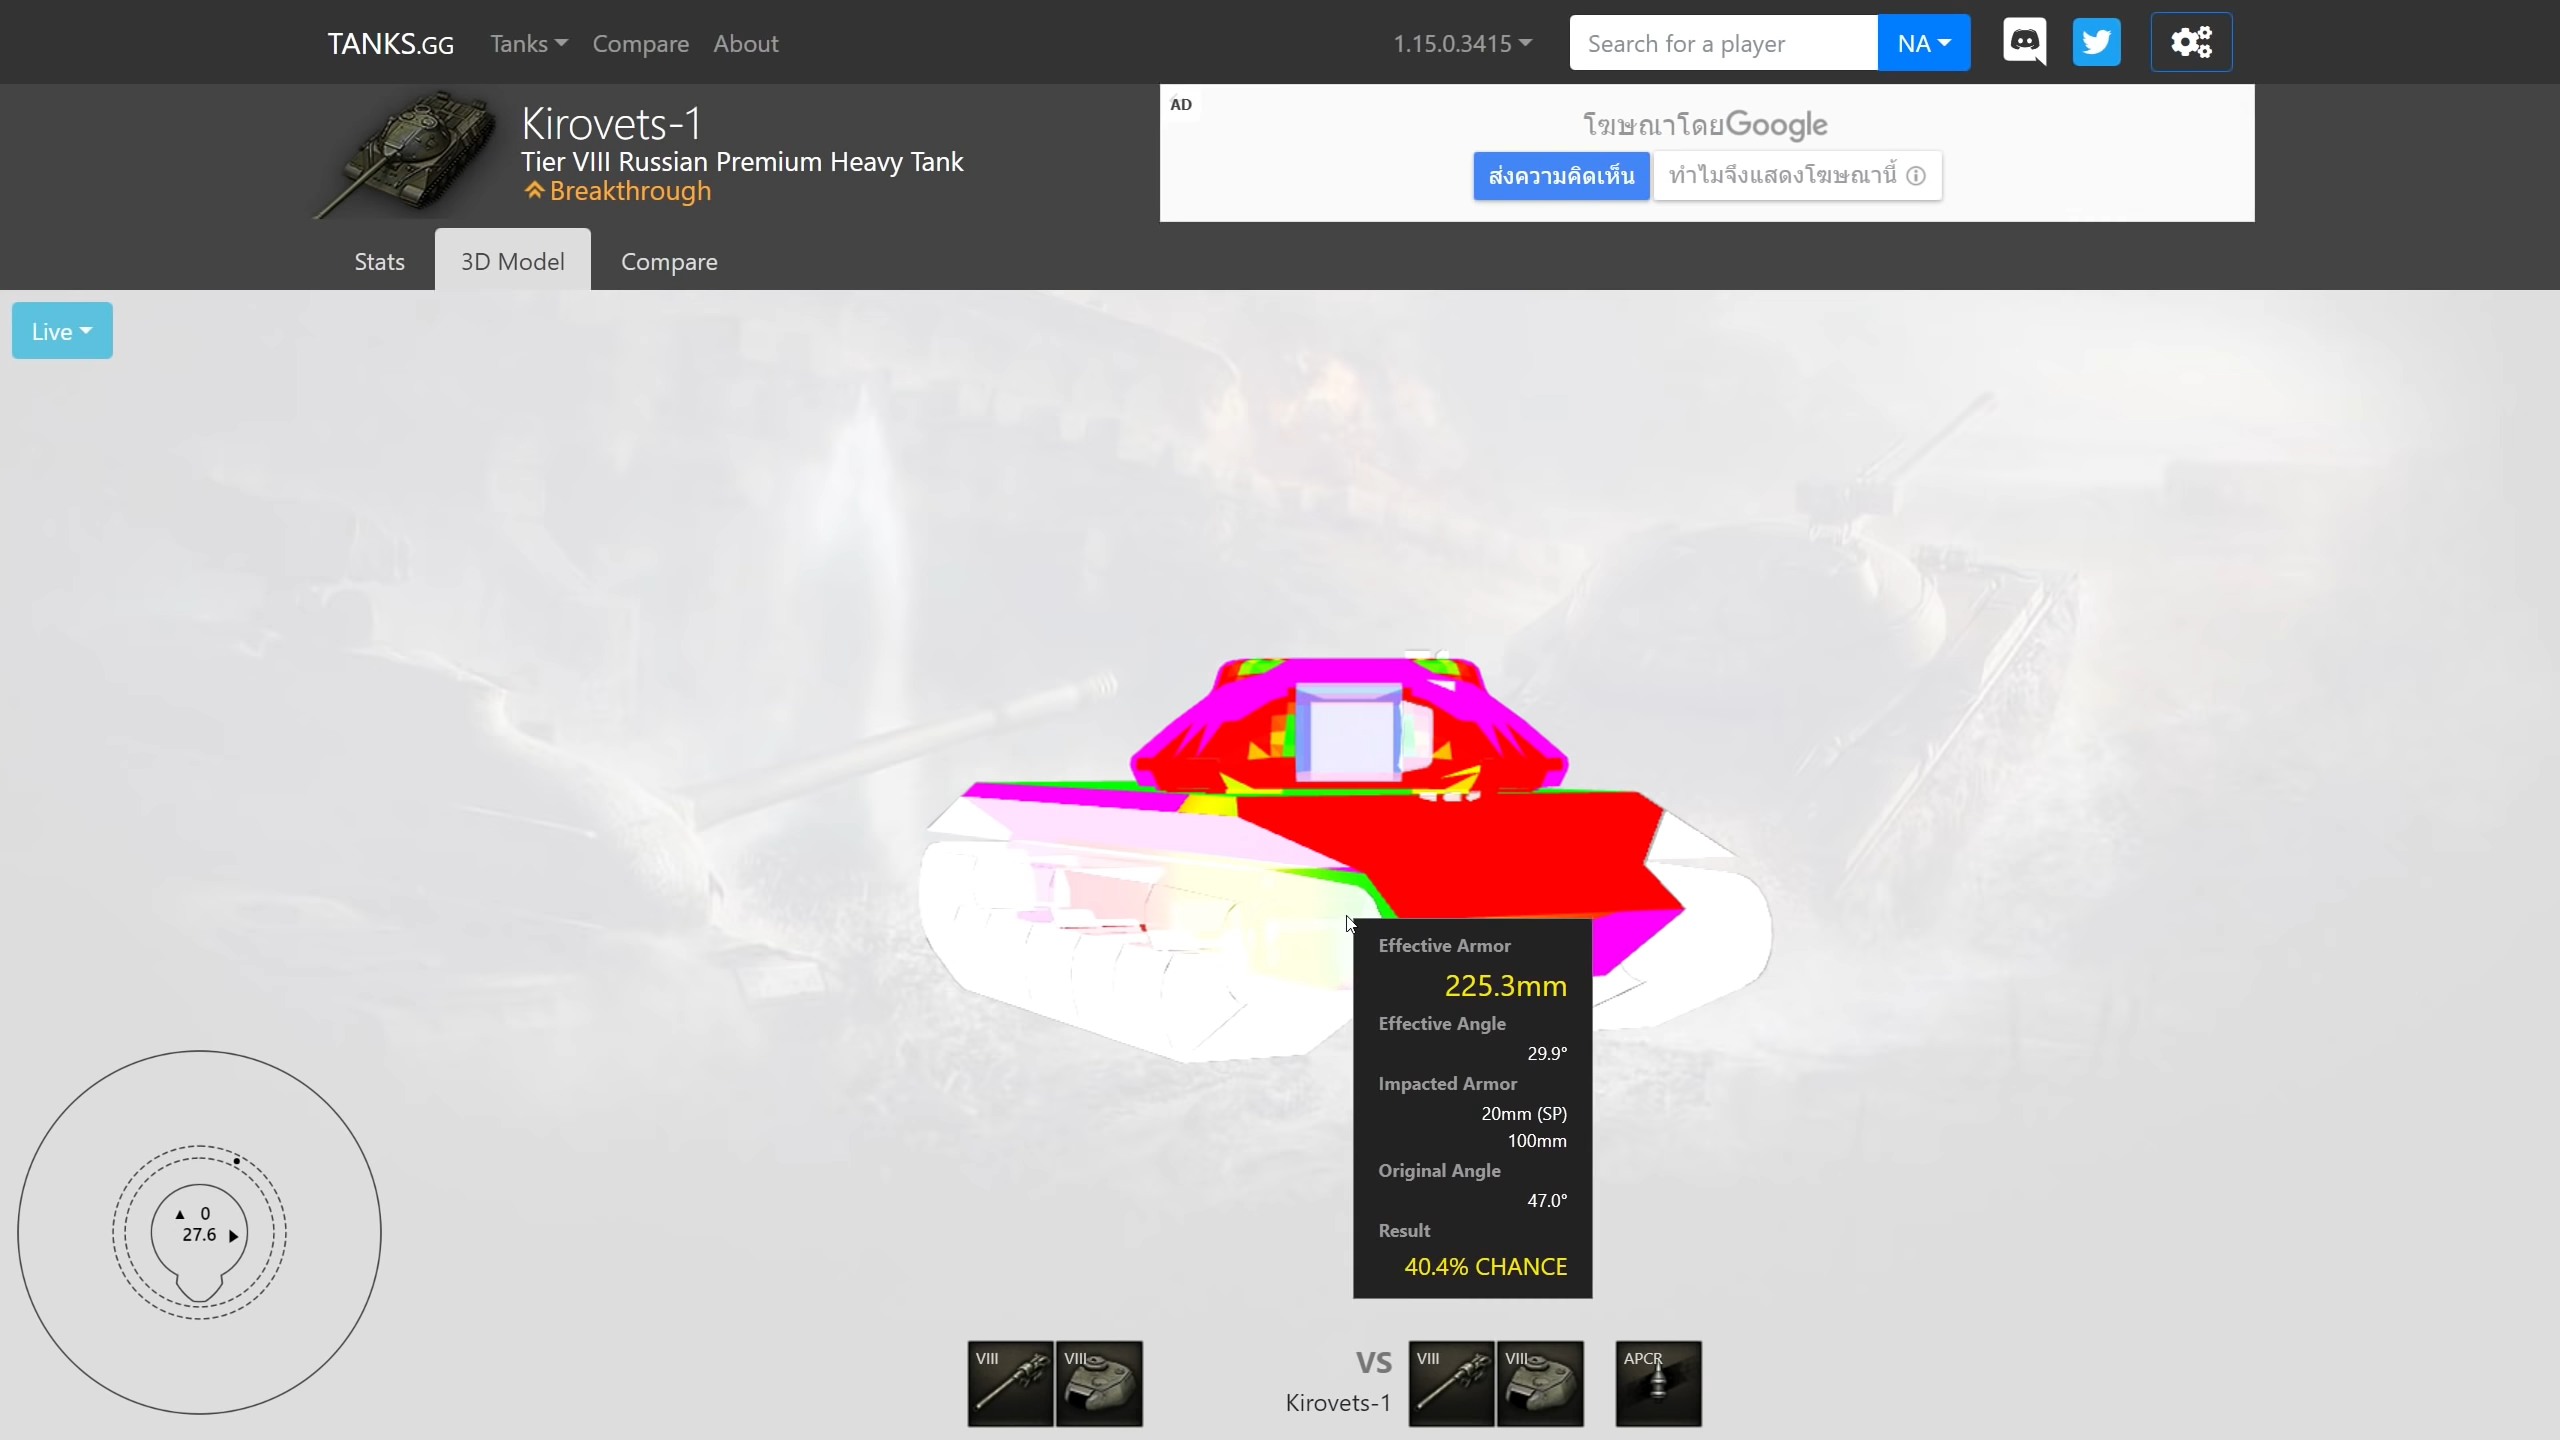 TANKS.GG
Tanks
Compare
About
1.15.0.3415
Search for a player
NA
Kirovets-1
Tier VIII Russian Premium Heavy Tank
Breakthrough
AD
โฆษณาโดยGoogle
ส่งความคิดเห็น
ทำไมจึงแสดงโฆษณานี้
Stats
3D Model
Compare
Live
Effective Armor
225.3mm
Effective Angle
29.9°
Impacted Armor
20mm (SP)
100mm
Original Angle
47.0°
Result
40.4% CHANCE
0
27.6
VIII
VIII
VS
Kirovets-1
VIII
VIII
APCR